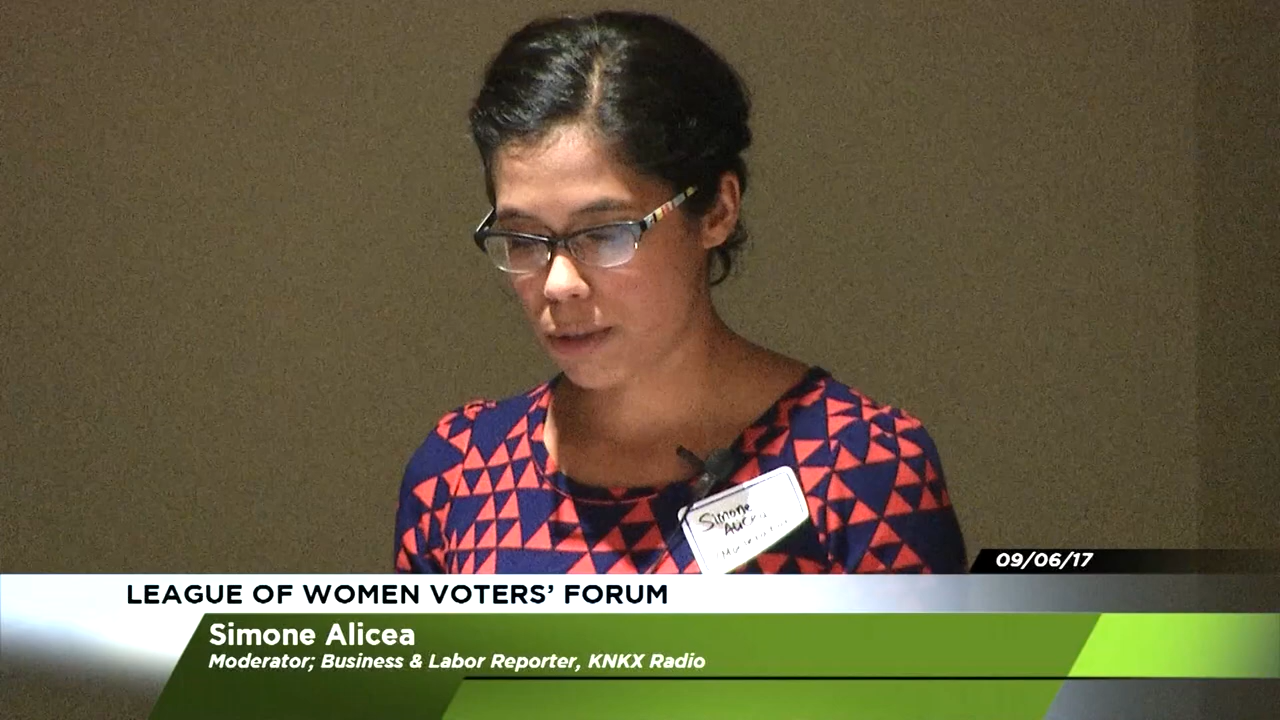 Simone
09/06/17
LEAGUE OF WOMEN VOTERS’ FORUM
Simone Alicea
Moderator; Business & Labor Reporter, KNKX Radio